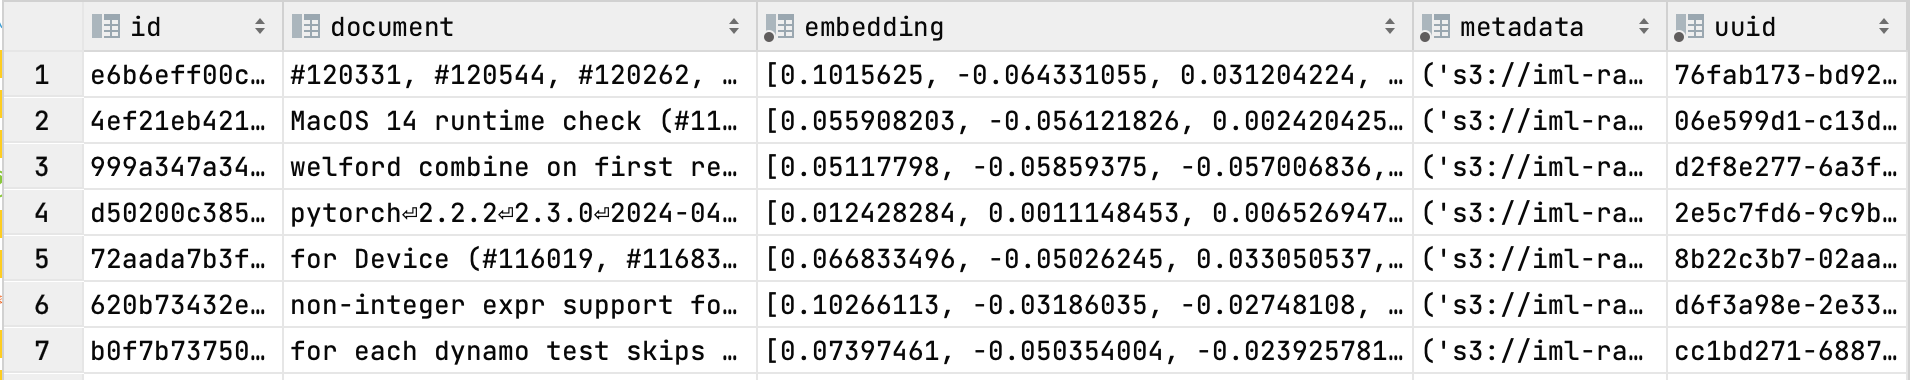 id document embedding metadata uuid
1 e6b6eff00c… #120331, #120544, #120262, … [0.1015625, -0.064331055, 0.031204224, … ('s3://iml-ra… 76fab173-bd92…
2 4ef21eb421… MacOS 14 runtime check (#11… [0.055908203, -0.056121826, 0.002420425… ('s3://iml-ra… 06e599d1-c13d…
3 999a347a34… welford combine on first re… [0.05117798, -0.05859375, -0.057006836,… ('s3://iml-ra… d2f8e277-6a3f…
4 d50200c385… pytorch⏎2.2.2⏎2.3.0⏎2024-04… [0.012428284, 0.0011148453, 0.006526947… ('s3://iml-ra… 2e5c7fd6-9c9b…
5 72aada7b3f… for Device (#116019, #11683… [0.066833496, -0.05026245, 0.033050537,… ('s3://iml-ra… 8b22c3b7-02aa…
6 620b73432e… non-integer expr support fo… [0.10266113, -0.03186035, -0.02748108, … ('s3://iml-ra… d6f3a98e-2e33…
7 b0f7b73750… for each dynamo test skips … [0.07397461, -0.050354004, -0.023925781… ('s3://iml-ra… cc1bd271-6887…